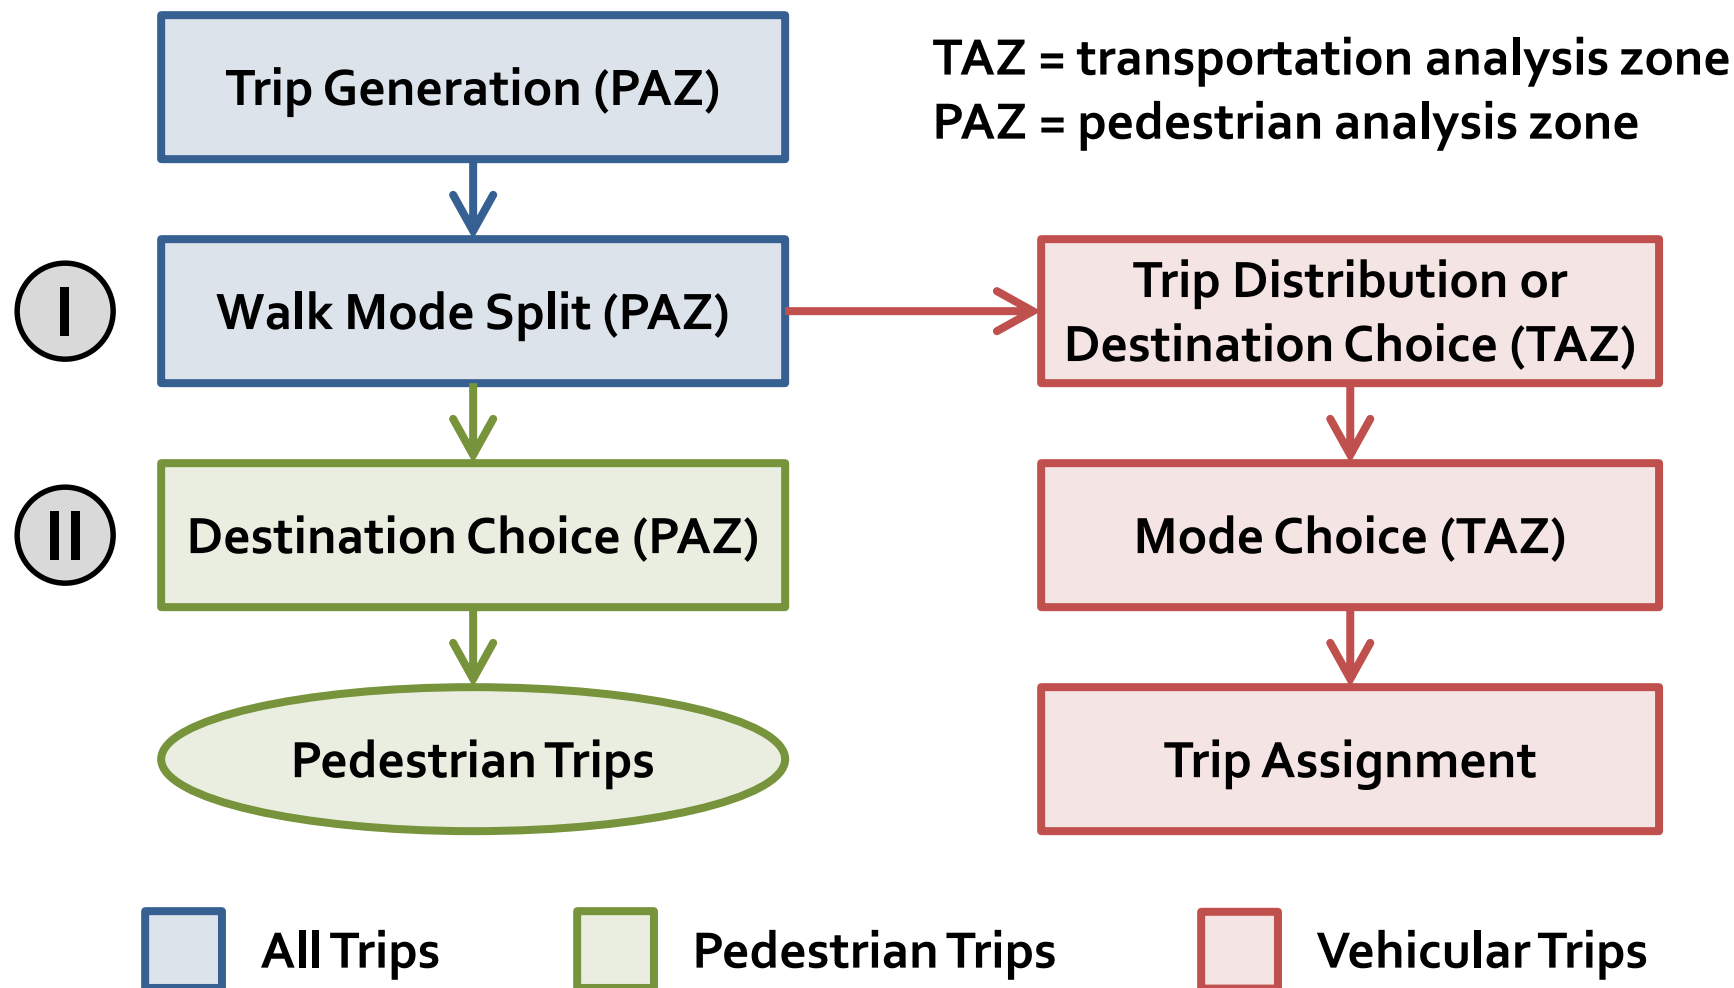 Trip Generation (PAZ)
TAZ = transportation analysis zone
PAZ = pedestrian analysis zone
I
Walk Mode Split (PAZ)
Trip Distribution or
Destination Choice (TAZ)
II
Destination Choice (PAZ)
Mode Choice (TAZ)
Pedestrian Trips
Trip Assignment
All Trips
Pedestrian Trips
Vehicular Trips